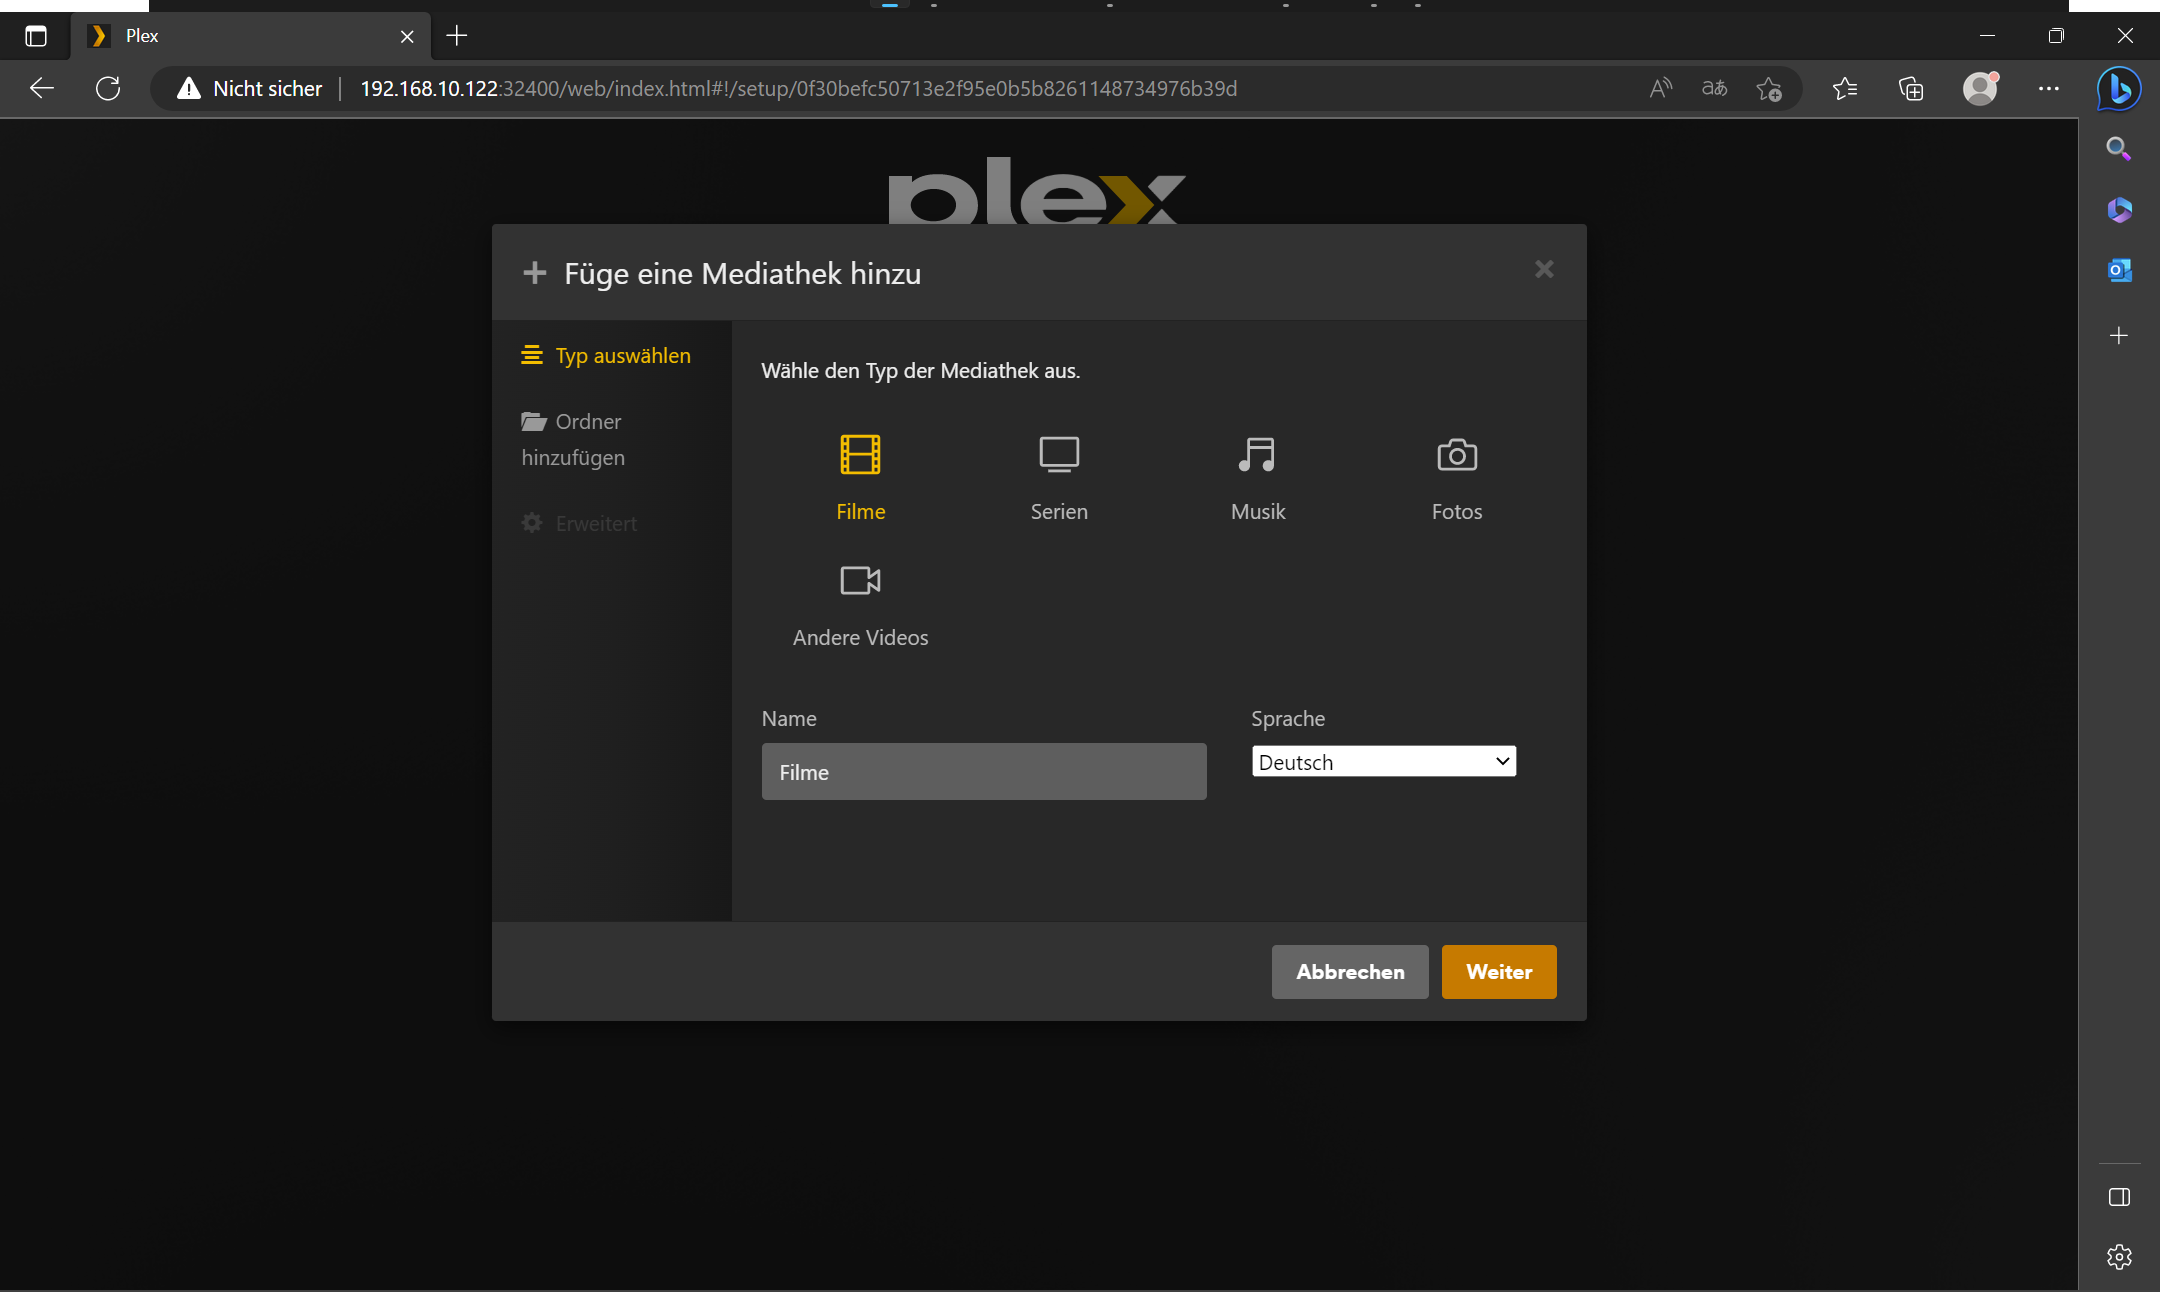 Plex
Nicht sicher
192.168.10.122:32400/web/index.html#!/setup/0f30befc50713e2f95e0b5b8261148734976b39d
plex
Füge eine Mediathek hinzu
Typ auswählen
Ordner
hinzufügen
Erweitert
Wähle den Typ der Mediathek aus.
Filme
Serien
Musik
Fotos
Andere Videos
Name
Sprache
Filme
Deutsch
Abbrechen
Weiter